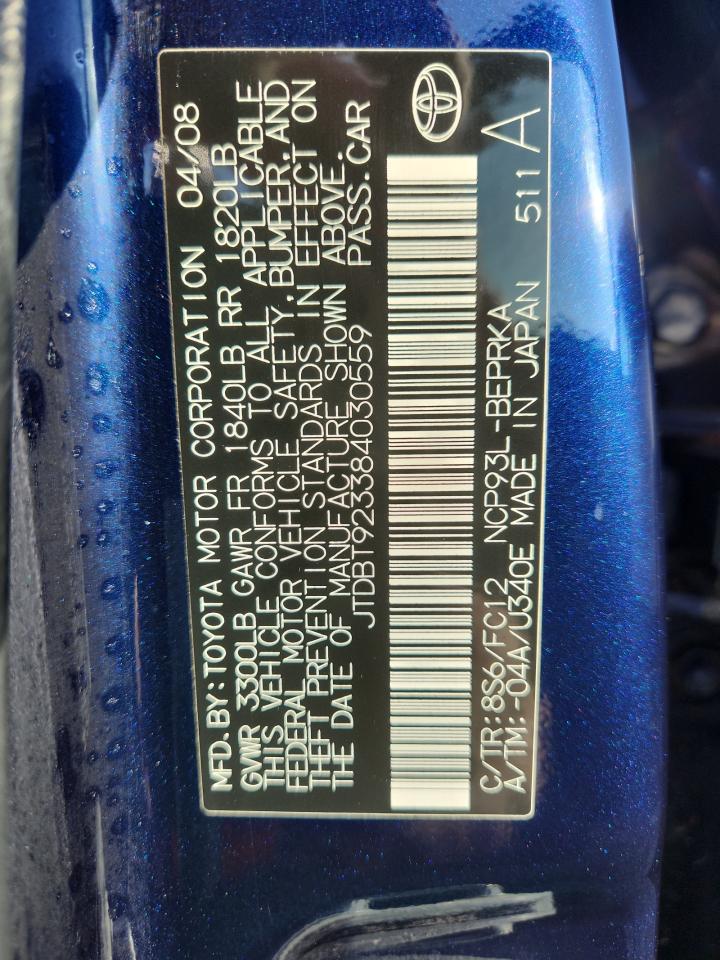 MFD.BY:TOYOTA MOTOR CORPORATION 04/08
GVWR 3300LB GAWR FR 1840LB RR 1820LB
THIS VEHICLE CONFORMS TO ALL APPLICABLE
FEDERAL MOTOR VEHICLE SAFETY,BUMPER,AND
THEFT PREVENTION STANDARDS IN EFFECT ON
THE DATE OF MANUFACTURE SHOWN ABOVE.
JTDBT923384030559 PASS.CAR
C/TR:8S6/FC12 NCP93L-BEPRKA
A/TM:-04A/U340E MADE IN JAPAN 511 A